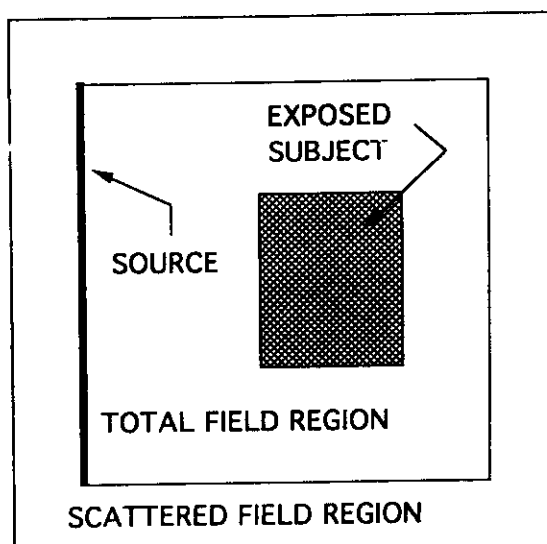 EXPOSED
SUBJECT
SOURCE
TOTAL FIELD REGION
SCATTERED FIELD REGION